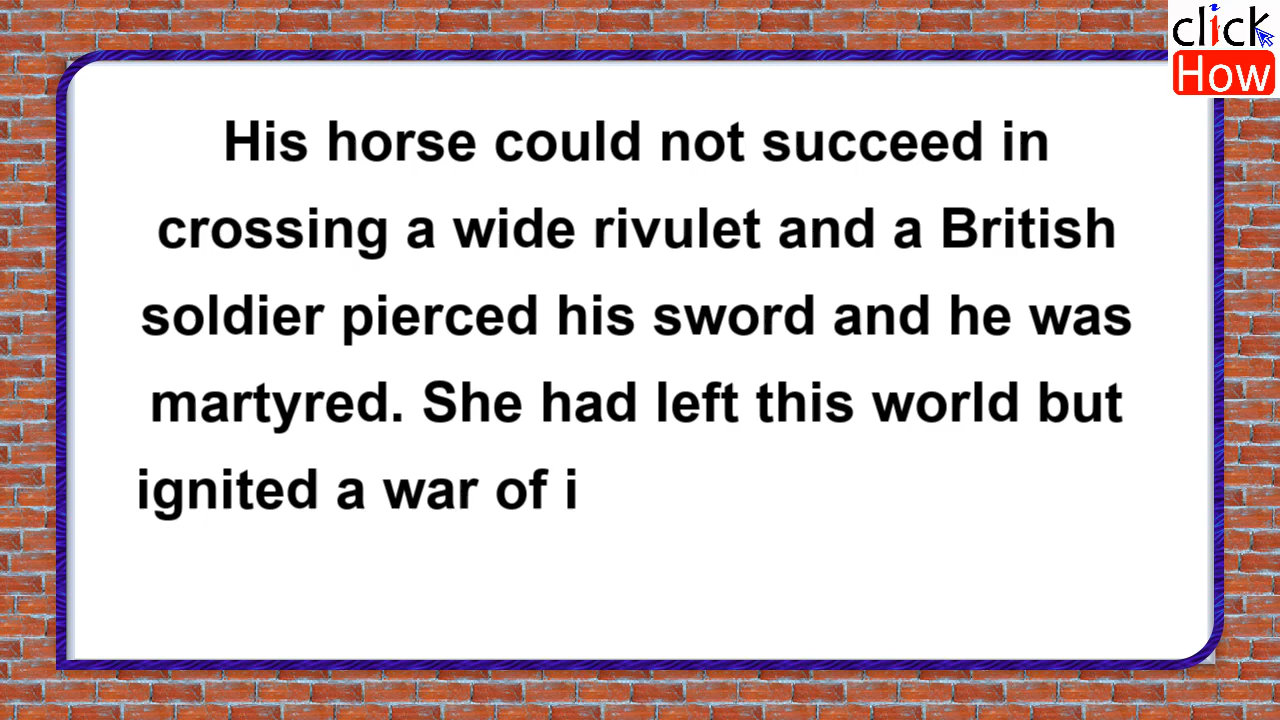 click
How
His horse could not succeed in
crossing a wide rivulet and a British
soldier pierced his sword and he was
martyred. She had left this world but
ignited a war of i